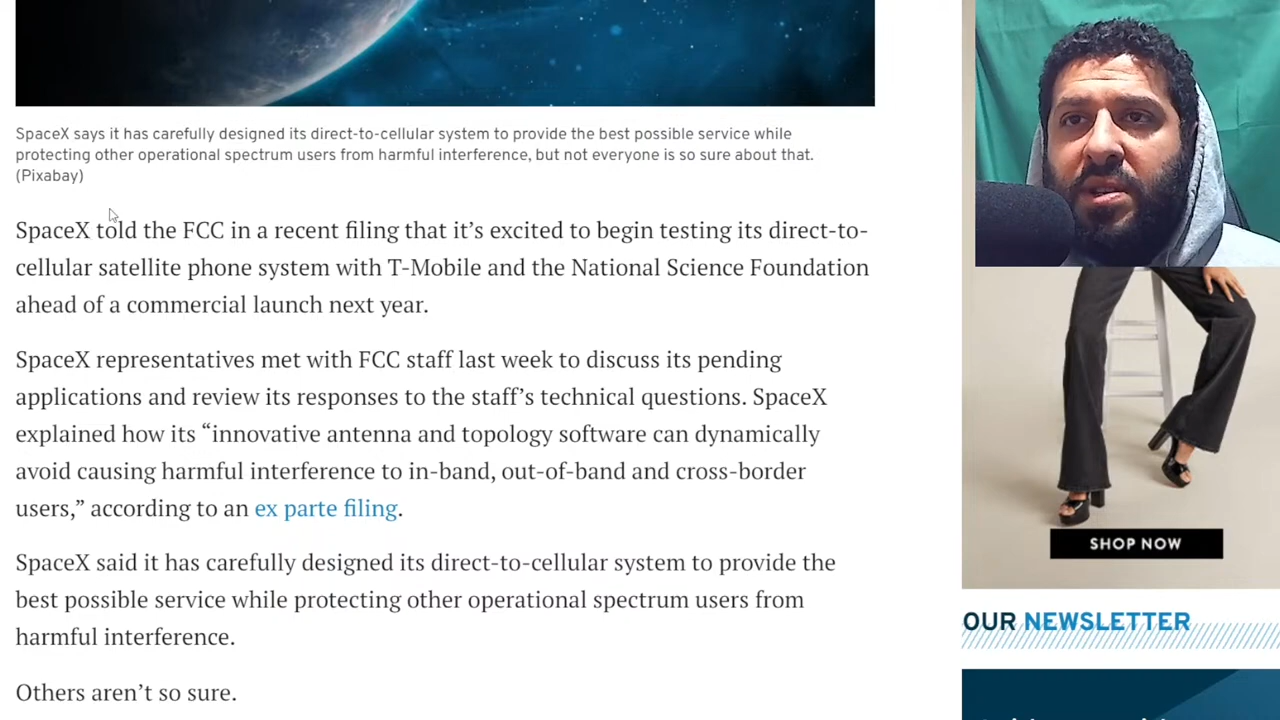 SpaceX says it has carefully designed its direct-to-cellular system to provide the best possible service while
protecting other operational spectrum users from harmful interference, but not everyone is so sure about that.
(Pixabay)
SpaceX told the FCC in a recent filing that it’s excited to begin testing its direct-to-
cellular satellite phone system with T-Mobile and the National Science Foundation
ahead of a commercial launch next year.
SpaceX representatives met with FCC staff last week to discuss its pending
applications and review its responses to the staff’s technical questions. SpaceX
explained how its “innovative antenna and topology software can dynamically
avoid causing harmful interference to in-band, out-of-band and cross-border
users,” according to an ex parte filing.
SpaceX said it has carefully designed its direct-to-cellular system to provide the
best possible service while protecting other operational spectrum users from
harmful interference.
Others aren’t so sure.
SHOP NOW
OUR NEWSLETTER